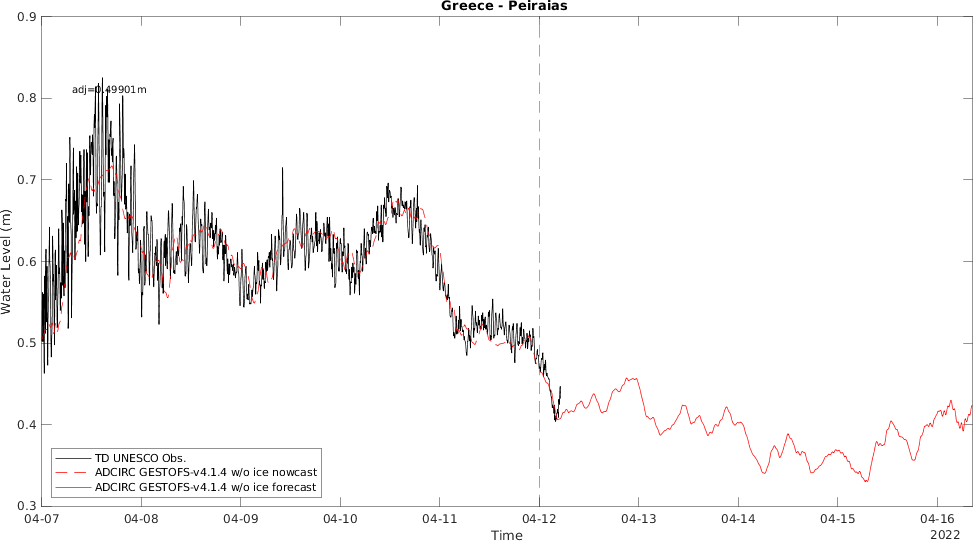 Greece - Peiraias
0.9
0.8
0.7
0.6
0.5
0.4
0.3
Water Level (m)
adj=0.49901m
TD UNESCO Obs.
ADCIRC GESTOFS-v4.1.4 w/o ice nowcast
ADCIRC GESTOFS-v4.1.4 w/o ice forecast
04-07 04-08 04-09 04-10 04-11 04-12 04-13 04-14 04-15 04-16
Time
2022